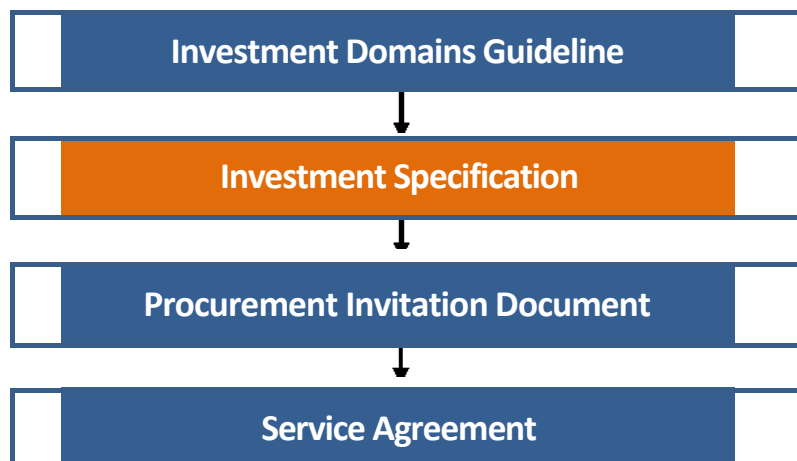 Investment Domains Guideline
Investment Specification
Procurement Invitation Document
Service Agreement